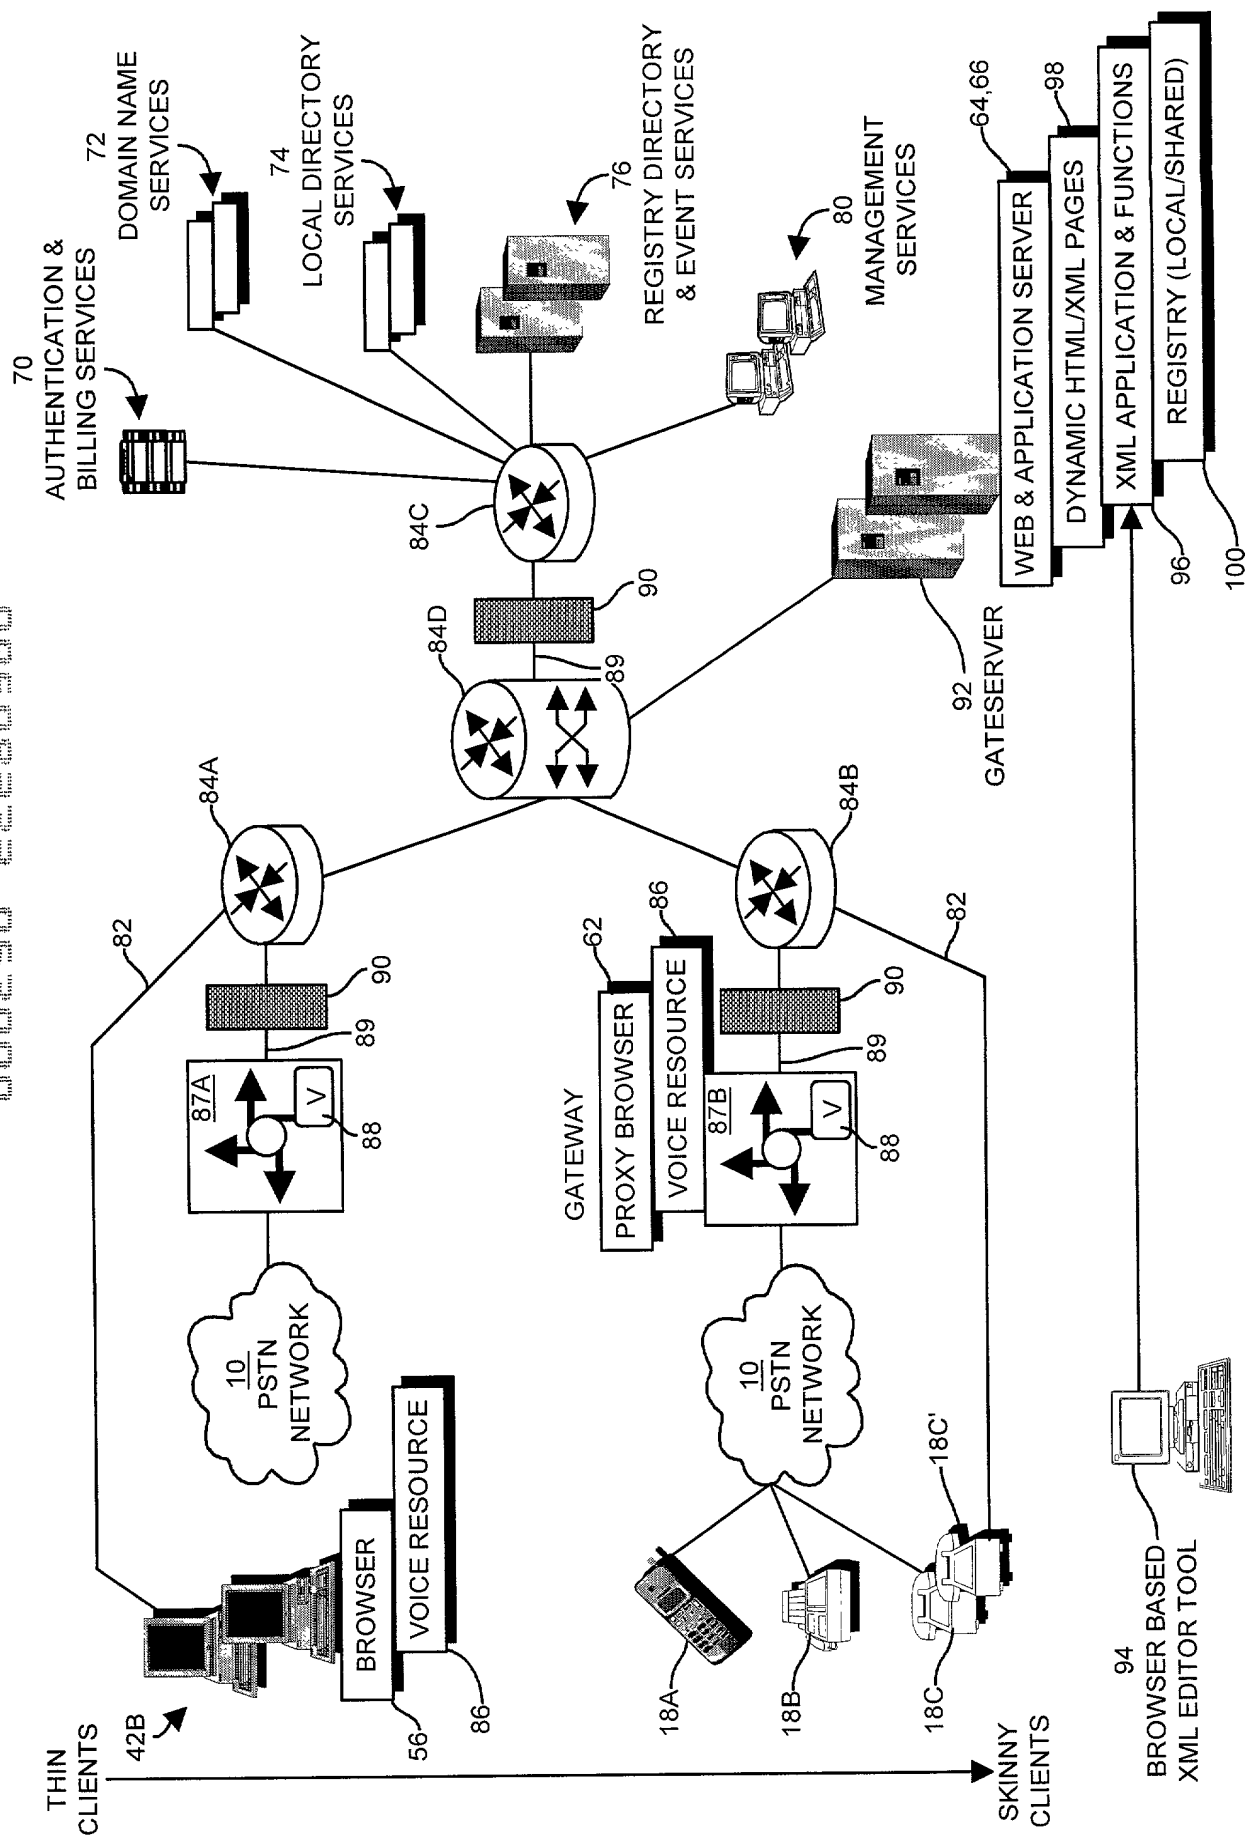 THIN
CLIENTS
42B
56
BROWSER
86
VOICE RESOURCE
10
PSTN
NETWORK
87A
V
88
89
90
82
84A
84D
89
90
84C
70
AUTHENTICATION &
BILLING SERVICES
72
DOMAIN NAME
SERVICES
74
LOCAL DIRECTORY
SERVICES
76
REGISTRY DIRECTORY
& EVENT SERVICES
80
MANAGEMENT
SERVICES
SKINNY
CLIENTS
18A
18B
18C
18C'
10
PSTN
NETWORK
GATEWAY
PROXY BROWSER
62
VOICE RESOURCE
86
87B
V
88
89
90
84B
82
92
GATESERVER
64,66
WEB & APPLICATION SERVER
DYNAMIC HTML/XML PAGES
98
XML APPLICATION & FUNCTIONS
96
REGISTRY (LOCAL/SHARED)
100
94
BROWSER BASED
XML EDITOR TOOL